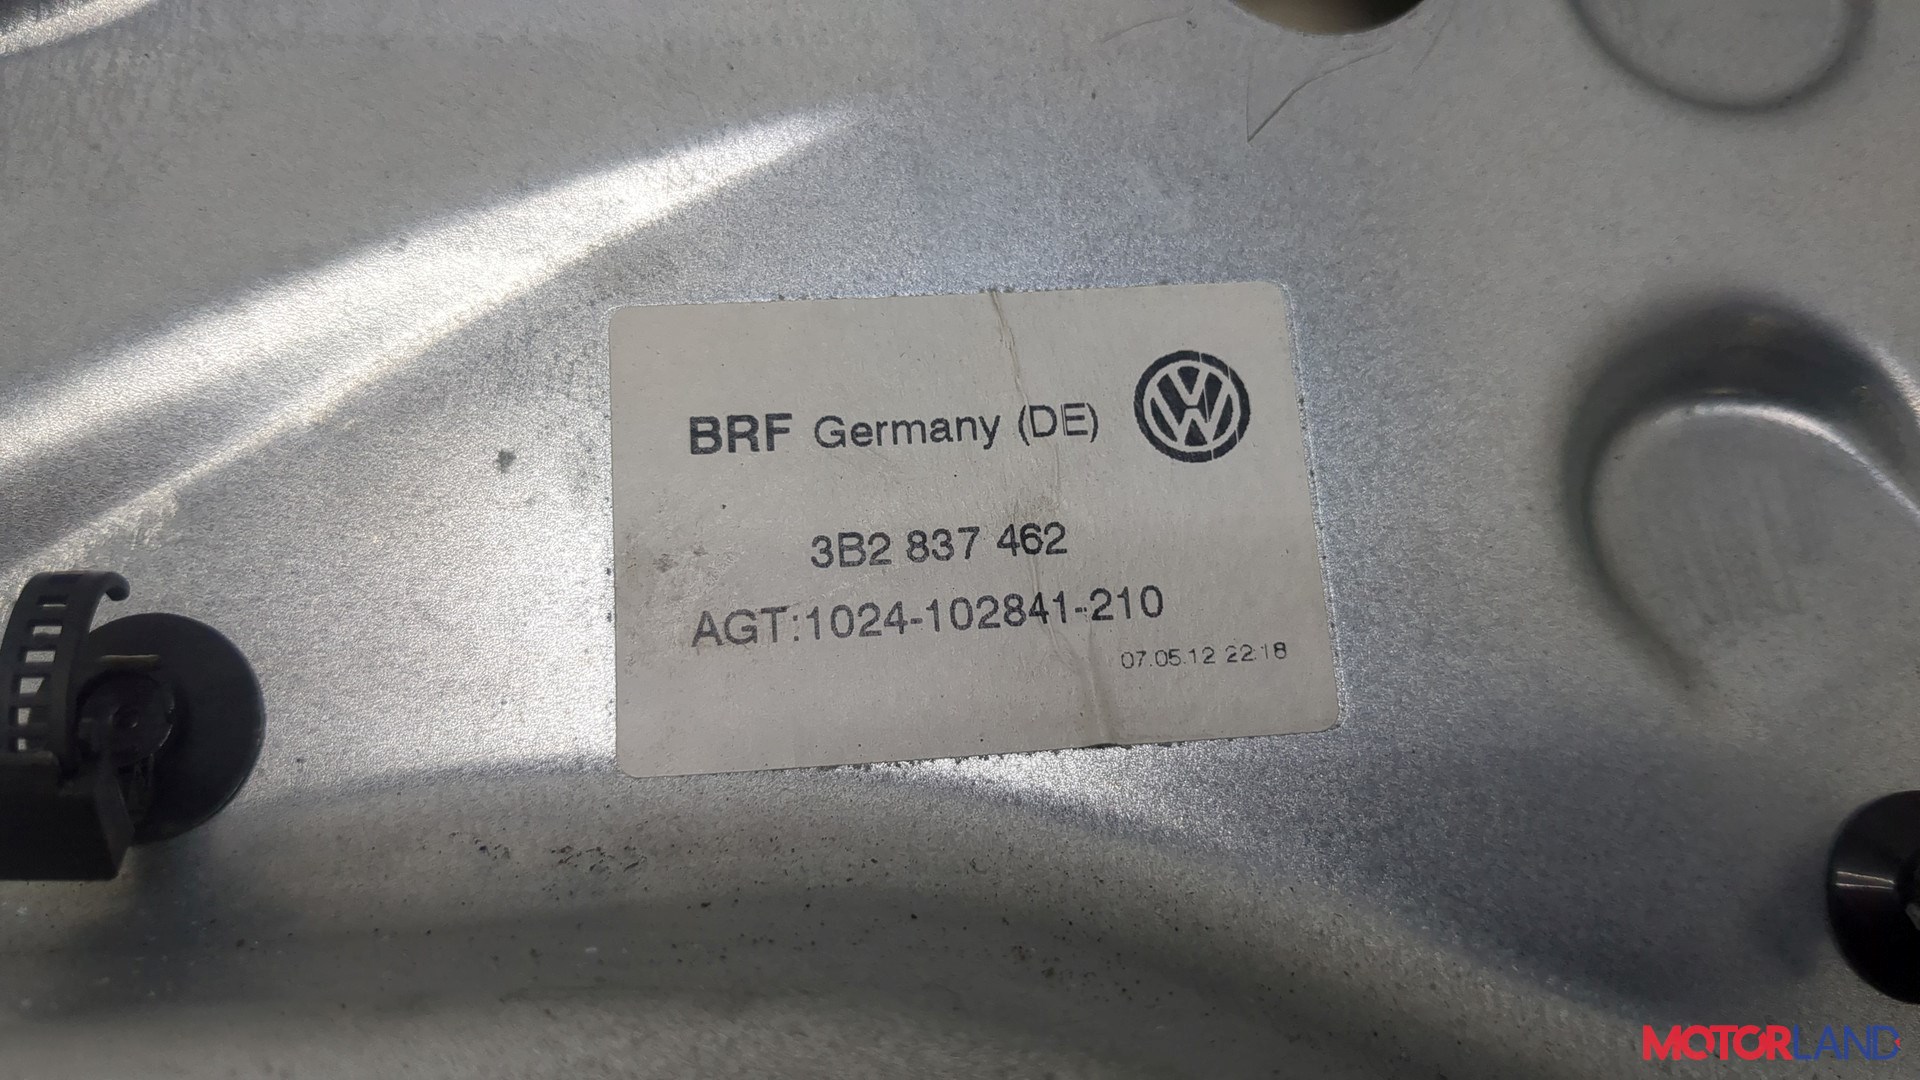 BRF Germany (DE)
3B2 837 462
AGT:1024-102841-210
07.05.12 22:18
MOTORLAND